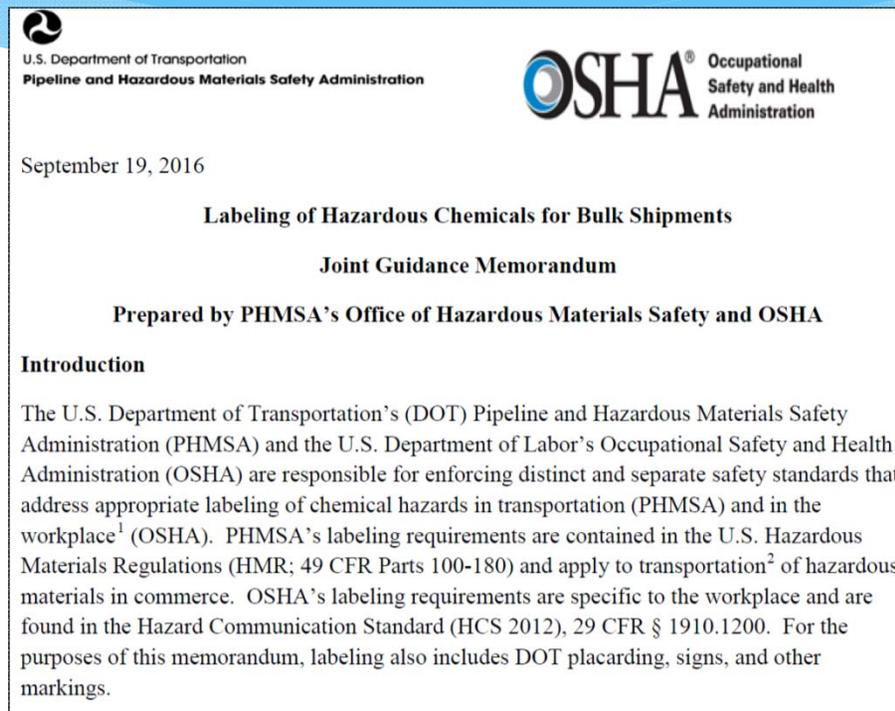 U.S. Department of Transportation
Pipeline and Hazardous Materials Safety Administration
OSHA® Occupational
Safety and Health
Administration
September 19, 2016
Labeling of Hazardous Chemicals for Bulk Shipments
Joint Guidance Memorandum
Prepared by PHMSA’s Office of Hazardous Materials Safety and OSHA
Introduction
The U.S. Department of Transportation’s (DOT) Pipeline and Hazardous Materials Safety
Administration (PHMSA) and the U.S. Department of Labor’s Occupational Safety and Health
Administration (OSHA) are responsible for enforcing distinct and separate safety standards that
address appropriate labeling of chemical hazards in transportation (PHMSA) and in the
workplace¹ (OSHA). PHMSA’s labeling requirements are contained in the U.S. Hazardous
Materials Regulations (HMR; 49 CFR Parts 100-180) and apply to transportation² of hazardous
materials in commerce. OSHA’s labeling requirements are specific to the workplace and are
found in the Hazard Communication Standard (HCS 2012), 29 CFR § 1910.1200. For the
purposes of this memorandum, labeling also includes DOT placarding, signs, and other
markings.